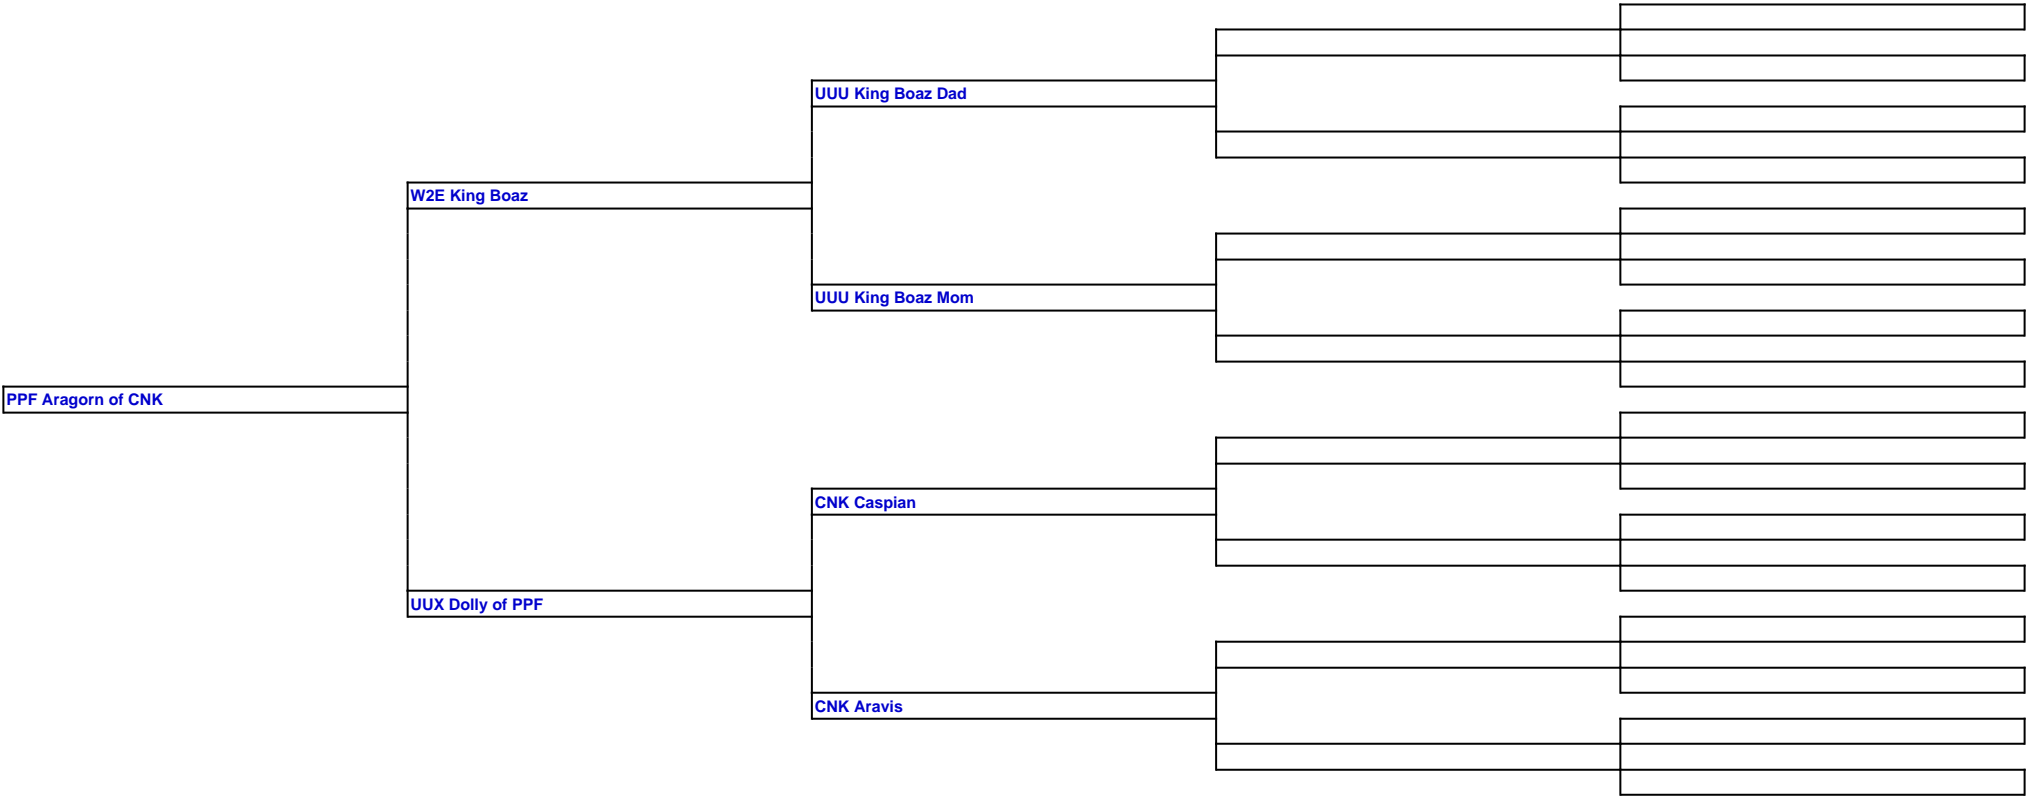 UUU King Boaz Dad
W2E King Boaz
UUU King Boaz Mom
PPF Aragorn of CNK
CNK Caspian
UUX Dolly of PPF
CNK Aravis